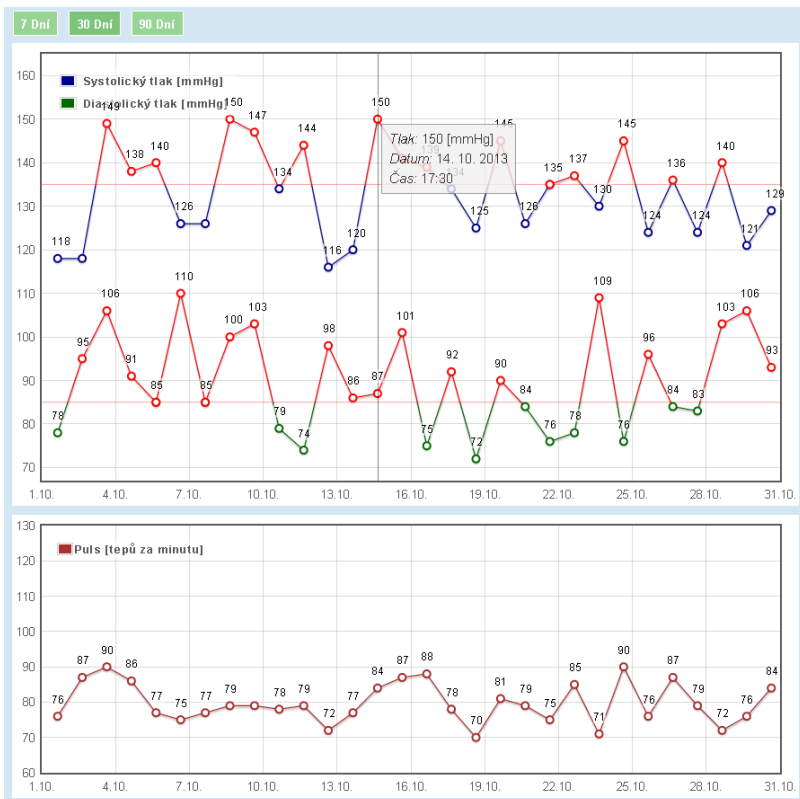 7 Dní 30 Dní 90 Dní
160
150
140
130
120
110
100
90
80
70
Systolický tlak [mmHg]
Diastolický tlak [mmHg]
118 149 138 140 126 150 147 134 144 116 120 150 139 134 125 146 126 135 137 130 145 124 136 124 140 121 129
Tlak: 150 [mmHg]
Datum: 14. 10. 2013
Čas: 17:30
78 95 106 91 85 110 85 100 103 79 74 98 86 87 101 75 92 72 90 84 76 78 109 76 96 84 83 103 106 93
1.10. 4.10. 7.10. 10.10. 13.10. 16.10. 19.10. 22.10. 25.10. 28.10. 31.10.
130
120
110
100
90
80
70
60
Puls [tepů za minutu]
76 87 90 86 77 75 77 79 78 79 72 77 84 87 88 78 70 81 79 75 85 71 90 76 87 79 72 76 84
1.10. 4.10. 7.10. 10.10. 13.10. 16.10. 19.10. 22.10. 25.10. 28.10. 31.10.